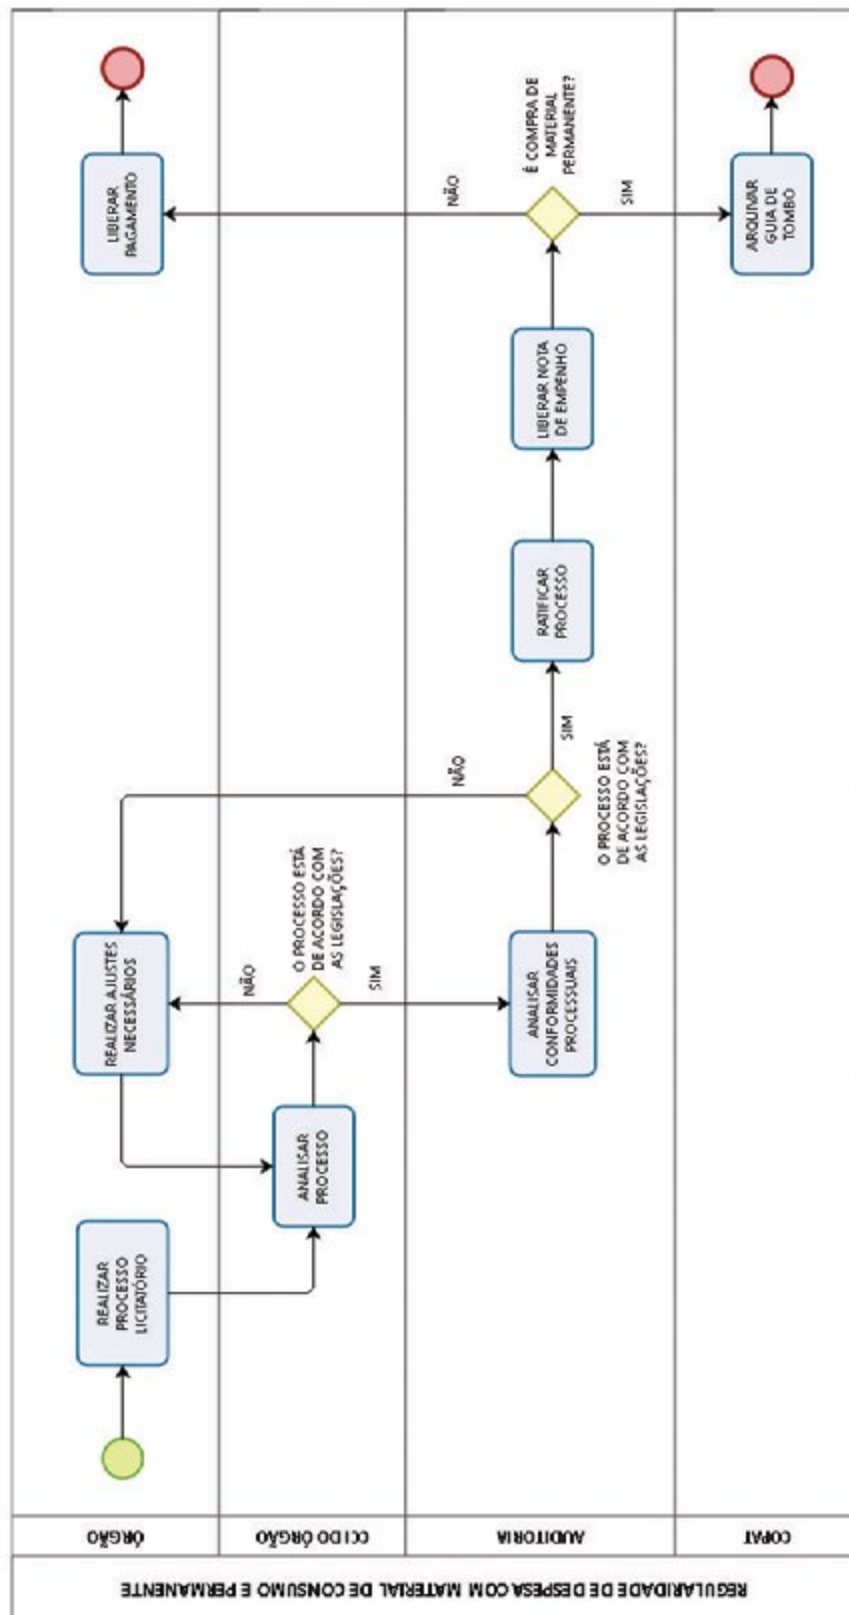 REGULARIDADE DE DESPESA COM MATERIAL DE CONSUMO E PERMANENTE
ÓRGÃO
REALIZAR
PROCESSO
LICITATÓRIO
REALIZAR AJUSTES
NECESSÁRIOS
LIBERAR
PAGAMENTO
CCI DO ÓRGÃO
ANALISAR
PROCESSO
O PROCESSO ESTÁ
DE ACORDO COM
AS LEGISLAÇÕES?
NÃO
SIM
AUDITORIA
ANALISAR
CONFORMIDADES
PROCESSUAIS
O PROCESSO ESTÁ
DE ACORDO COM
AS LEGISLAÇÕES?
NÃO
SIM
RATIFICAR
PROCESSO
LIBERAR NOTA
DE EMPENHO
É COMPRA DE
MATERIAL
PERMANENTE?
NÃO
SIM
COPAT
ARQUIVAR
GUIA DE
TOMBO